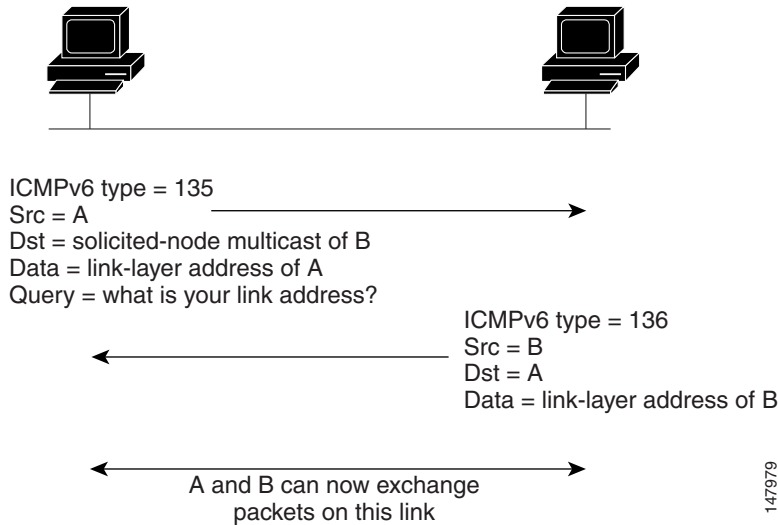 ICMPv6 type = 135
Src = A
Dst = solicited-node multicast of B
Data = link-layer address of A
Query = what is your link address?
ICMPv6 type = 136
Src = B
Dst = A
Data = link-layer address of B
A and B can now exchange
packets on this link
147979